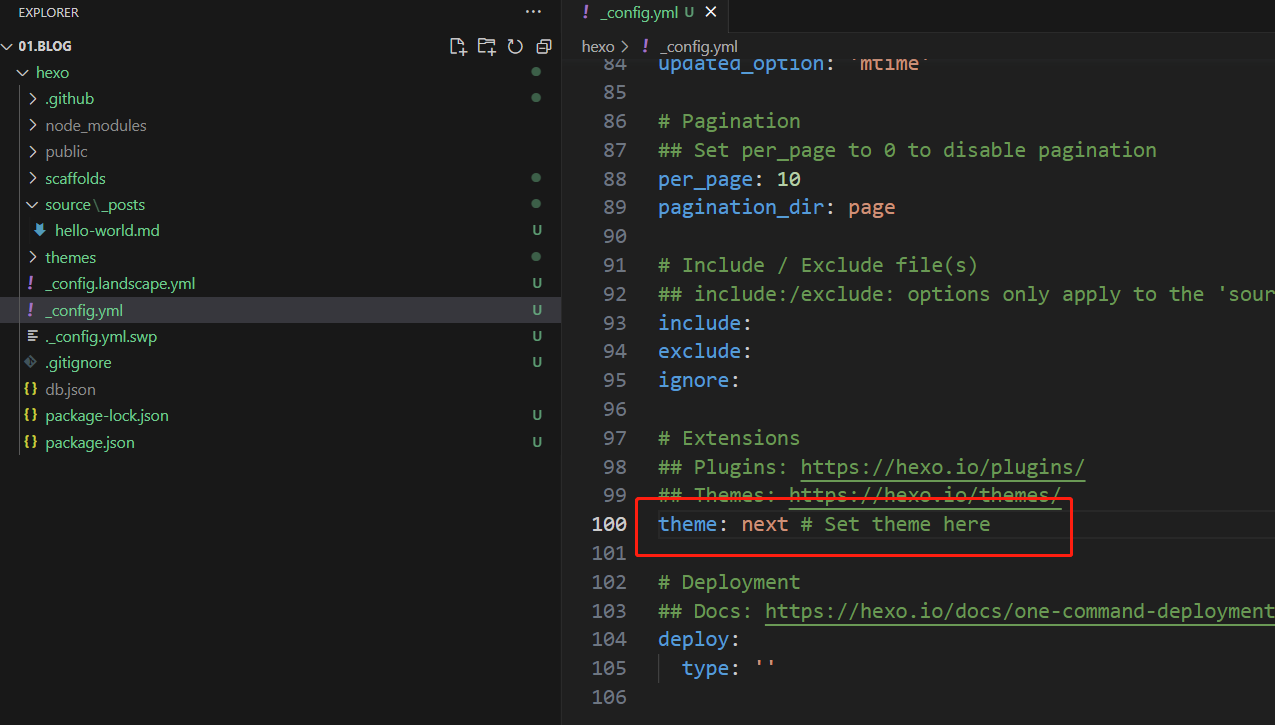 EXPLORER
01.BLOG
hexo
.github
node_modules
public
scaffolds
source\_posts
hello-world.md U
themes
_config.landscape.yml U
_config.yml U
._config.yml.swp U
.gitignore U
db.json
package-lock.json U
package.json U
_config.yml U
hexo > _config.yml
84 updated_option: 'mtime'
85
86 # Pagination
87 ## Set per_page to 0 to disable pagination
88 per_page: 10
89 pagination_dir: page
90
91 # Include / Exclude file(s)
92 ## include:/exclude: options only apply to the 'sour
93 include:
94 exclude:
95 ignore:
96
97 # Extensions
98 ## Plugins: https://hexo.io/plugins/
99 ## Themes: https://hexo.io/themes/
100 theme: next # Set theme here
101
102 # Deployment
103 ## Docs: https://hexo.io/docs/one-command-deployment
104 deploy:
105 type: ''
106